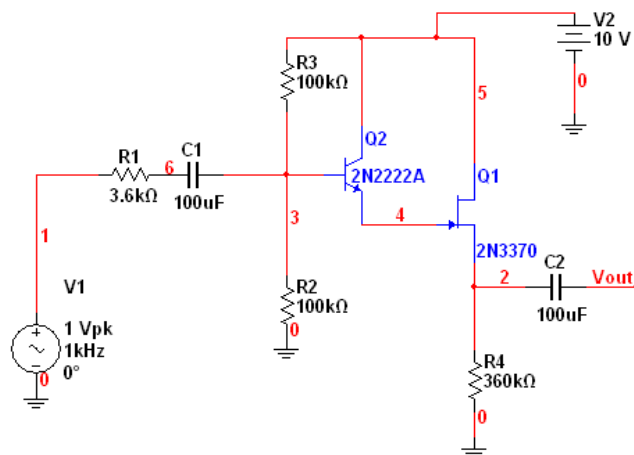 V2
10 V
0
R3
100kΩ
5
Q2
Q1
R1
6
C1
3.6kΩ
100uF
2N2222A
3
4
2N3370
1
C2
2
Vout
100uF
V1
R2
100kΩ
0
1 Vpk
1kHz
0°
0
R4
360kΩ
0